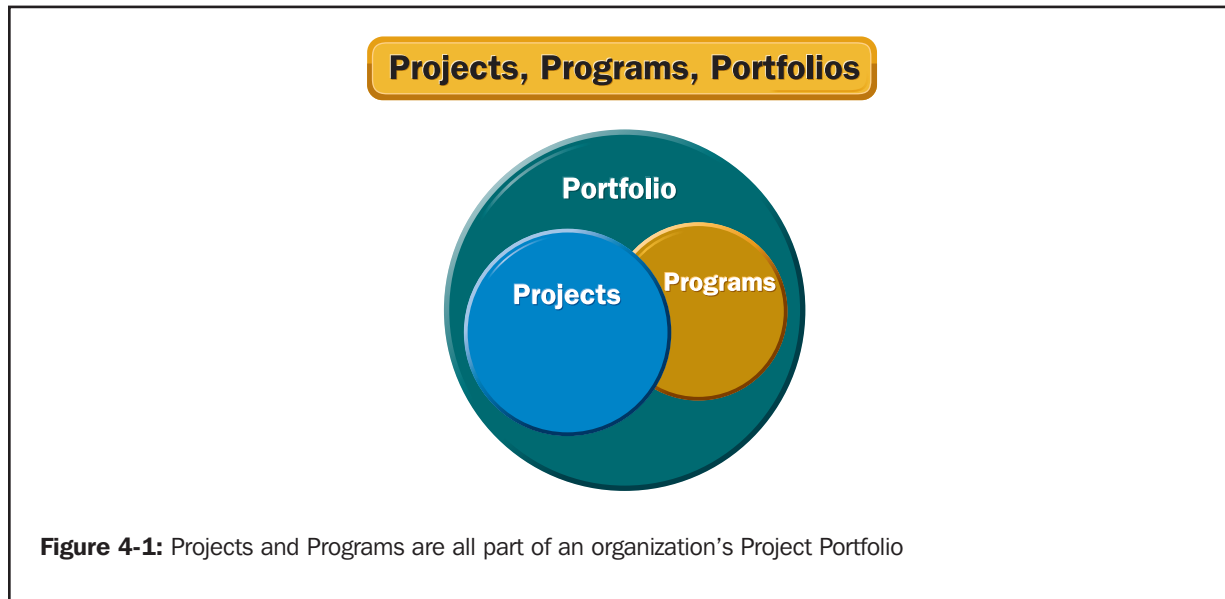 Projects, Programs, Portfolios
Portfolio
Projects
Programs
Figure 4-1: Projects and Programs are all part of an organization’s Project Portfolio